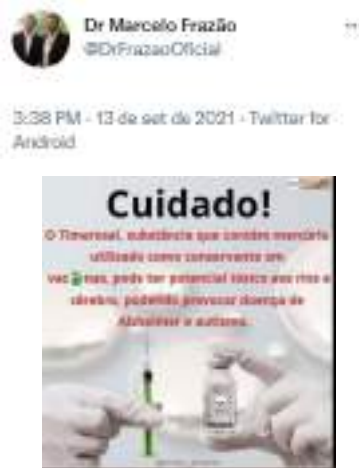 Dr Marcelo Frazão
@DrFrazaoOficial
3:38 PM - 13 de set de 2021 - Twitter for
Android
Cuidado!
O Timerosal, substância que contém mercúrio
utilizado como conservante em
vac nas, pode ter potencial tóxico aos rins e
cérebro, podendo provocar doença de
Alzheimer e autismo.